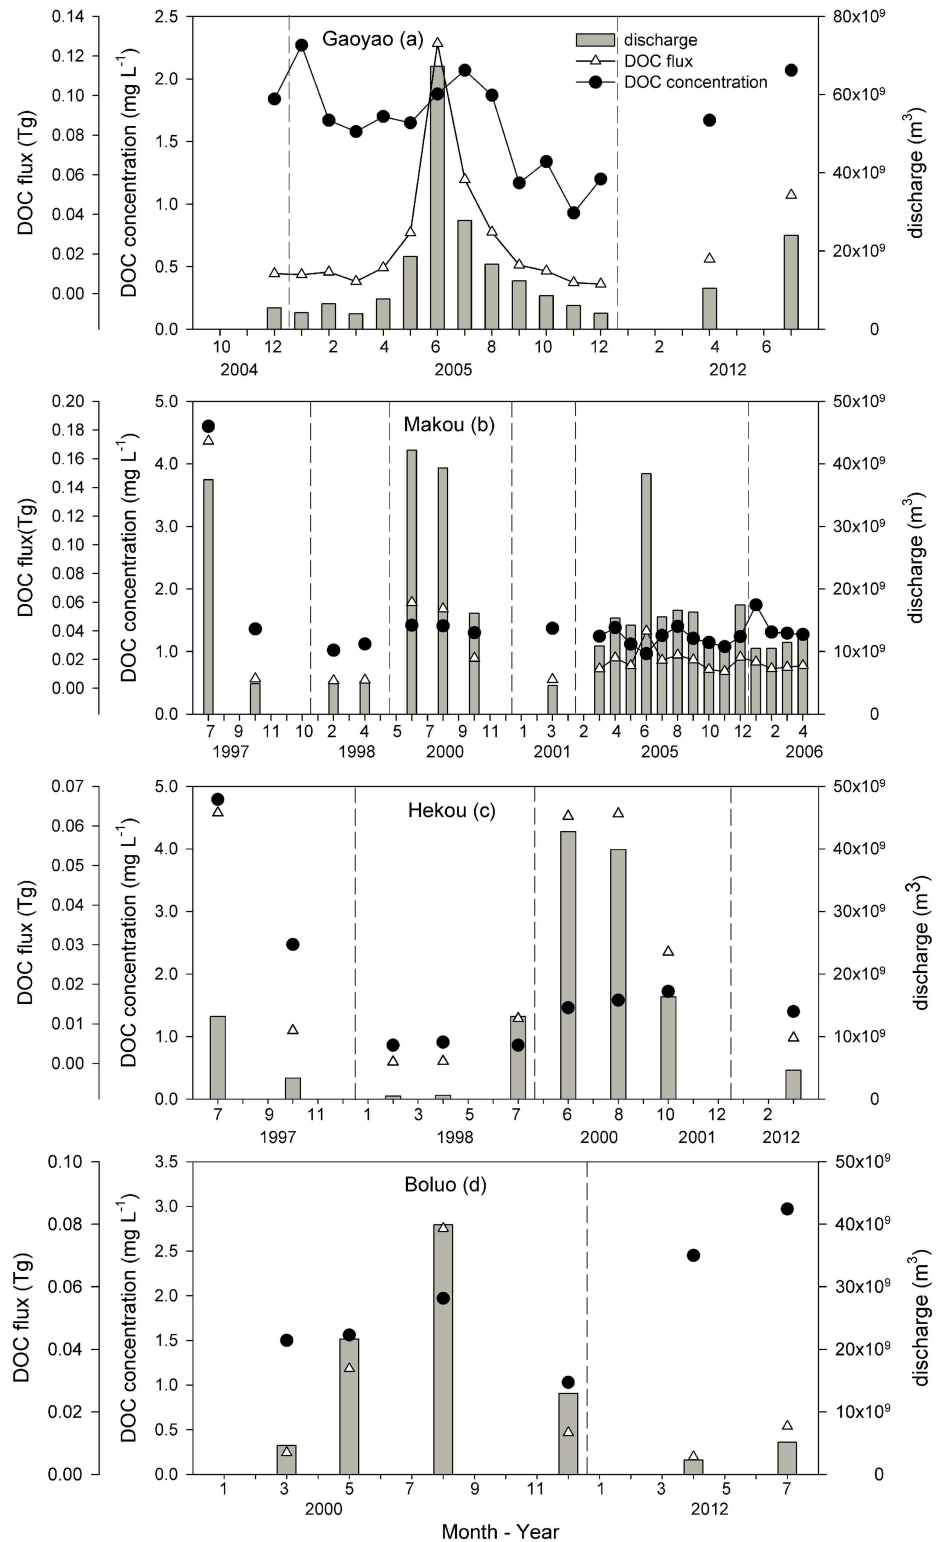 Gaoyao (a)
discharge
DOC flux
DOC concentration
DOC flux (Tg)
0.14
0.12
0.10
0.08
0.06
0.04
0.02
0.00
DOC concentration (mg L⁻¹)
2.5
2.0
1.5
1.0
0.5
0.0
80x10⁹
60x10⁹
40x10⁹
20x10⁹
0
discharge (m³)
10 12 2 4 6 8 10 12 2 4 6
2004 2005 2012
Makou (b)
DOC flux(Tg)
0.20
0.18
0.16
0.14
0.12
0.10
0.08
0.06
0.04
0.02
0.00
DOC concentration (mg L⁻¹)
5.0
4.0
3.0
2.0
1.0
0.0
50x10⁹
40x10⁹
30x10⁹
20x10⁹
10x10⁹
0
discharge (m³)
7 9 11 10 2 4 5 7 9 11 1 3 2 4 6 8 10 12 2 4
1997 1998 2000 2001 2005 2006
Hekou (c)
DOC flux (Tg)
0.07
0.06
0.05
0.04
0.03
0.02
0.01
0.00
DOC concentration (mg L⁻¹)
5.0
4.0
3.0
2.0
1.0
0.0
50x10⁹
40x10⁹
30x10⁹
20x10⁹
10x10⁹
0
discharge (m³)
7 9 11 1 3 5 7 6 8 10 12 2
1997 1998 2000 2001 2012
Boluo (d)
DOC flux (Tg)
0.10
0.08
0.06
0.04
0.02
0.00
DOC concentration (mg L⁻¹)
3.5
3.0
2.5
2.0
1.5
1.0
0.5
0.0
50x10⁹
40x10⁹
30x10⁹
20x10⁹
10x10⁹
0
discharge (m³)
1 3 5 7 9 11 1 3 5 7
2000 2012
Month - Year